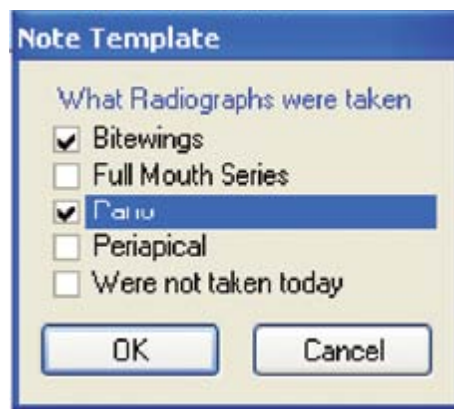 Note Template
What Radiographs were taken
Bitewings
Full Mouth Series
Pano
Periapical
Were not taken today
OK
Cancel